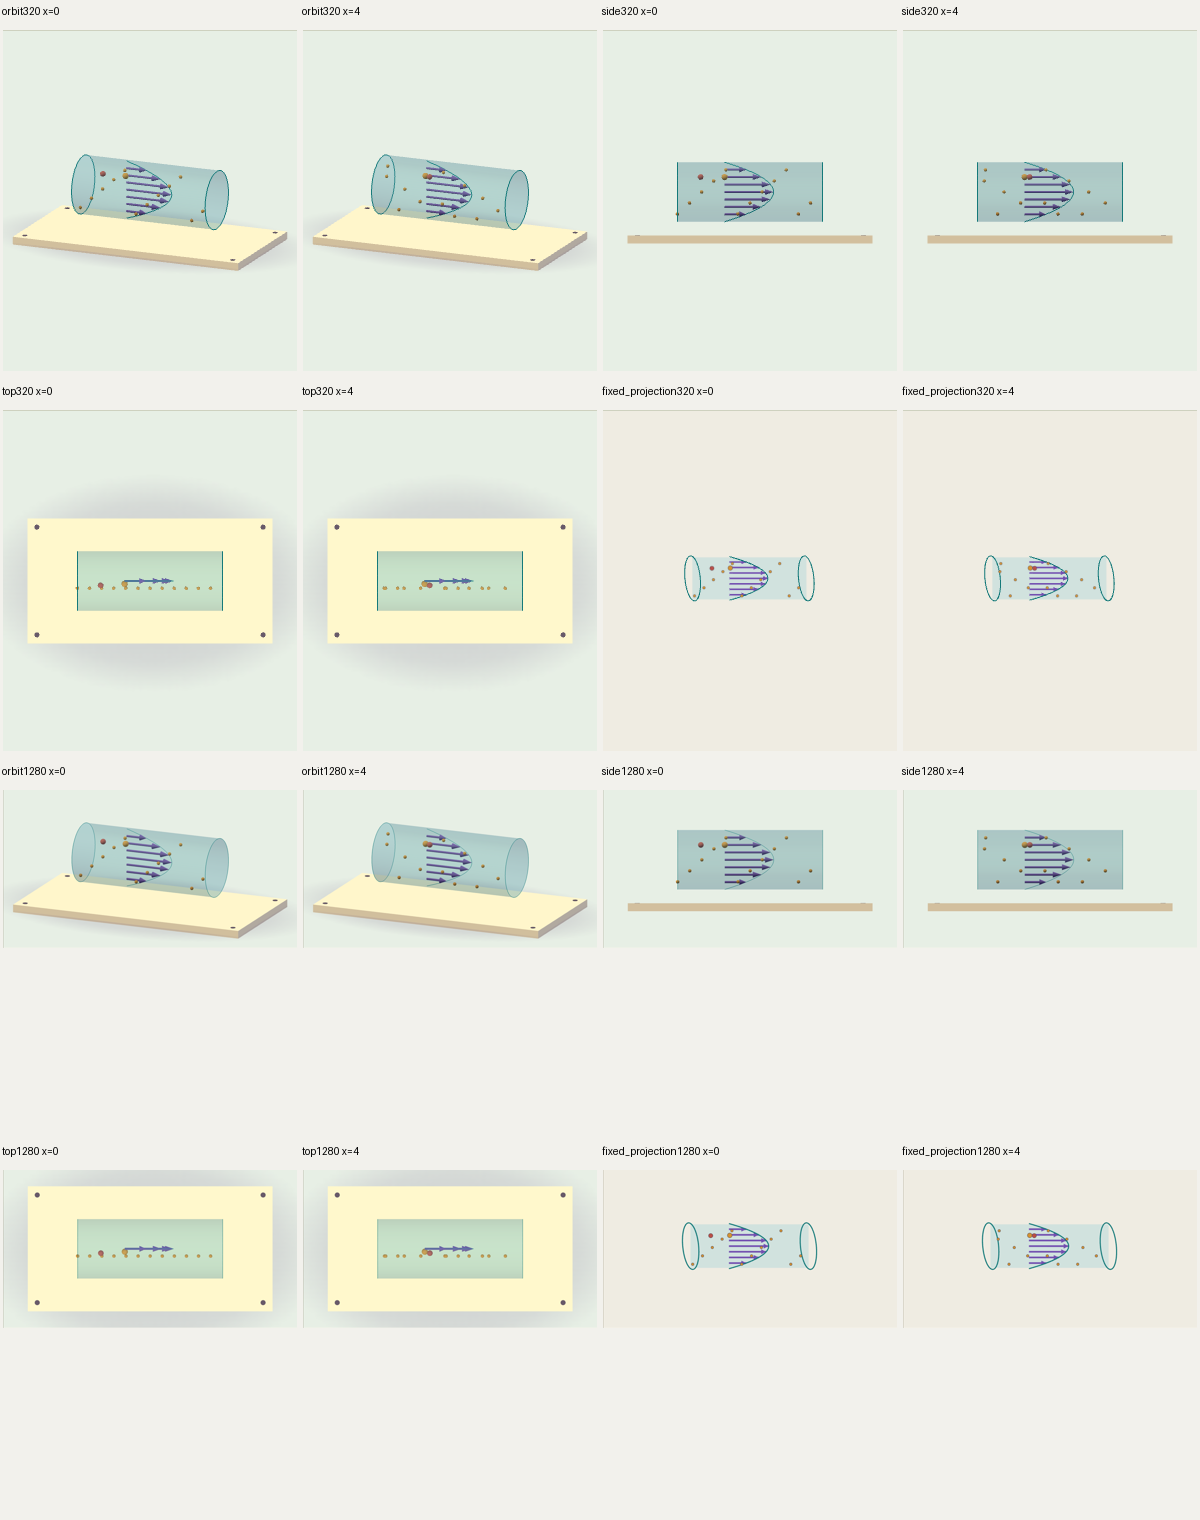 orbit320 x=0
orbit320 x=4
side320 x=0
side320 x=4
top320 x=0
top320 x=4
fixed_projection320 x=0
fixed_projection320 x=4
orbit1280 x=0
orbit1280 x=4
side1280 x=0
side1280 x=4
top1280 x=0
top1280 x=4
fixed_projection1280 x=0
fixed_projection1280 x=4